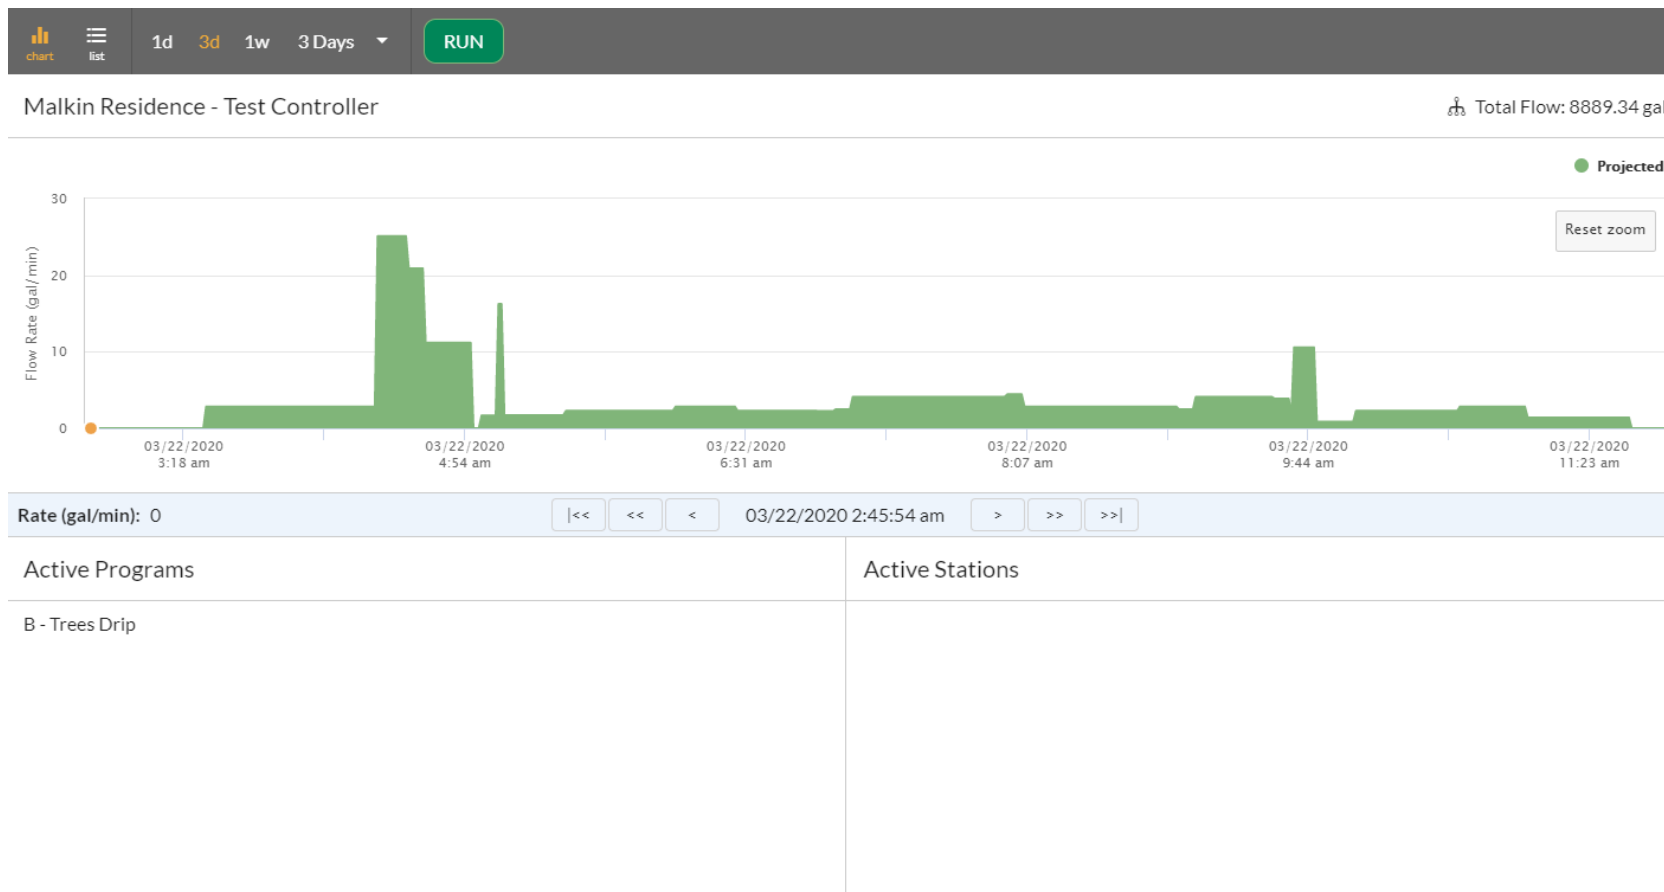 chart
list
1d 3d 1w 3 Days
RUN
Malkin Residence - Test Controller
Total Flow: 8889.34 gal
Projected
Reset zoom
Flow Rate (gal/min)
30
20
10
0
03/22/2020 03/22/2020 03/22/2020 03/22/2020 03/22/2020 03/22/2020
3:18 am 4:54 am 6:31 am 8:07 am 9:44 am 11:23 am
Rate (gal/min): 0 |<< << < 03/22/2020 2:45:54 am > >> >>|
Active Programs
Active Stations
B - Trees Drip